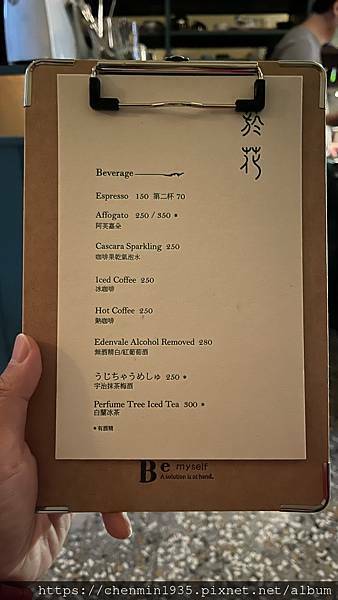 於花
Beverage
Espresso 150 第二杯 70
Affogato 250 / 350 *
阿芙嘉朵
Cascara Sparkling 250
咖啡果乾氣泡水
Iced Coffee 250
冰咖啡
Hot Coffee 250
熱咖啡
Edenvale Alcohol Removed 280
無酒精白/紅葡萄酒
うじちゃうめしゅ 250 *
宇治抹茶梅酒
Perfume Tree Iced Tea 300 *
白蘭冰茶
*有酒精
Be myself
A solution is at hand.
https://chenmin1935.pixnet.net/album